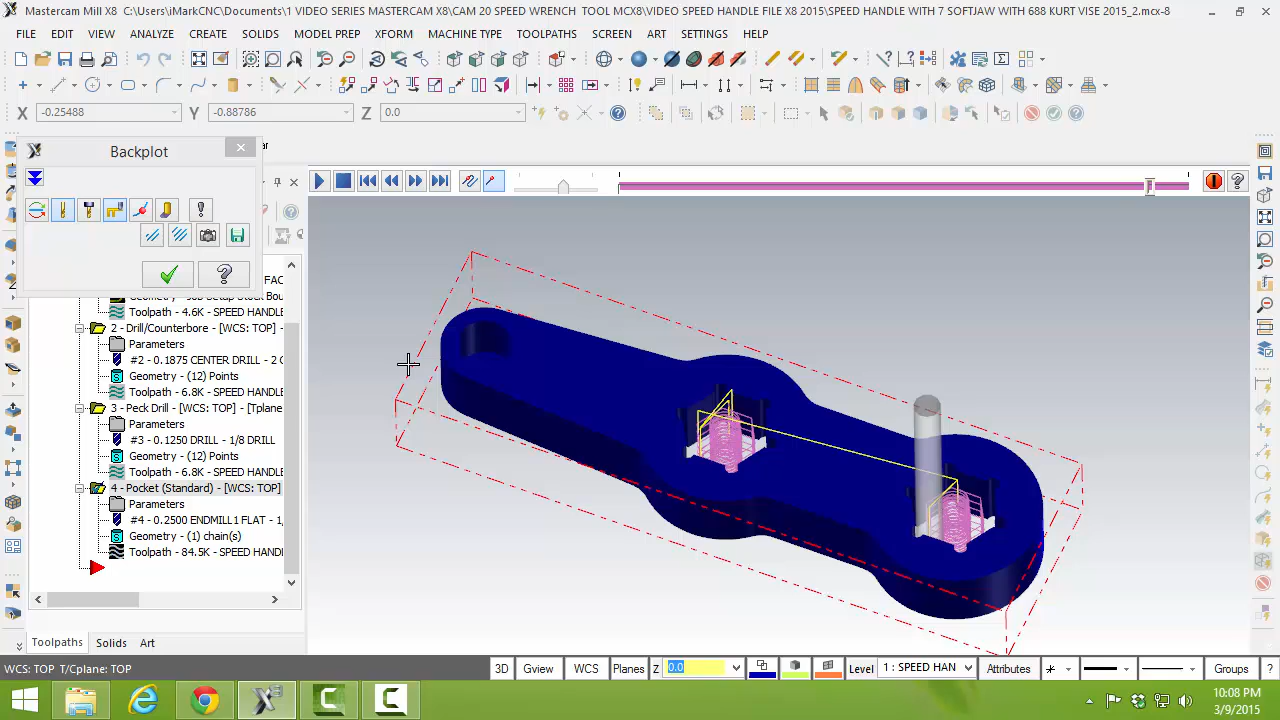 Mastercam Mill X8 - C:\Users\iMarkCNC\Documents\1 VIDEO SERIES MASTERCAM X8\CAM 20 SPEED WRENCH  TOOL MCX8\VIDEO SPEED HANDLE FILE X8 2015\SPEED HANDLE WITH 7 SOFTJAW WITH 688 KURT VISE 2015_2.mcx-8
FILE EDIT VIEW ANALYZE CREATE SOLIDS MODEL PREP XFORM MACHINE TYPE TOOLPATHS SCREEN ART SETTINGS HELP
X -0.25488 Y -0.88786 Z 0.0
Backplot
Geometry - Sub Setup Stock Bou
Toolpath - 4.6K - SPEED HANDLE
2 - Drill/Counterbore - [WCS: TOP] -
Parameters
#2 - 0.1875 CENTER DRILL - 2 C
Geometry - (12) Points
Toolpath - 6.8K - SPEED HANDLE
3 - Peck Drill - [WCS: TOP] - [Tplane
Parameters
#3 - 0.1250 DRILL - 1/8 DRILL
Geometry - (12) Points
Toolpath - 6.8K - SPEED HANDLE
4 - Pocket (Standard) - [WCS: TOP]
Parameters
#4 - 0.2500 ENDMILL1 FLAT - 1,
Geometry - (1) chain(s)
Toolpath - 84.5K - SPEED HAND
Toolpaths Solids Art
WCS: TOP T/Cplane: TOP
3D Gview WCS Planes Z 0.0 Level 1 : SPEED HAN Attributes Groups ?
10:08 PM
3/9/2015